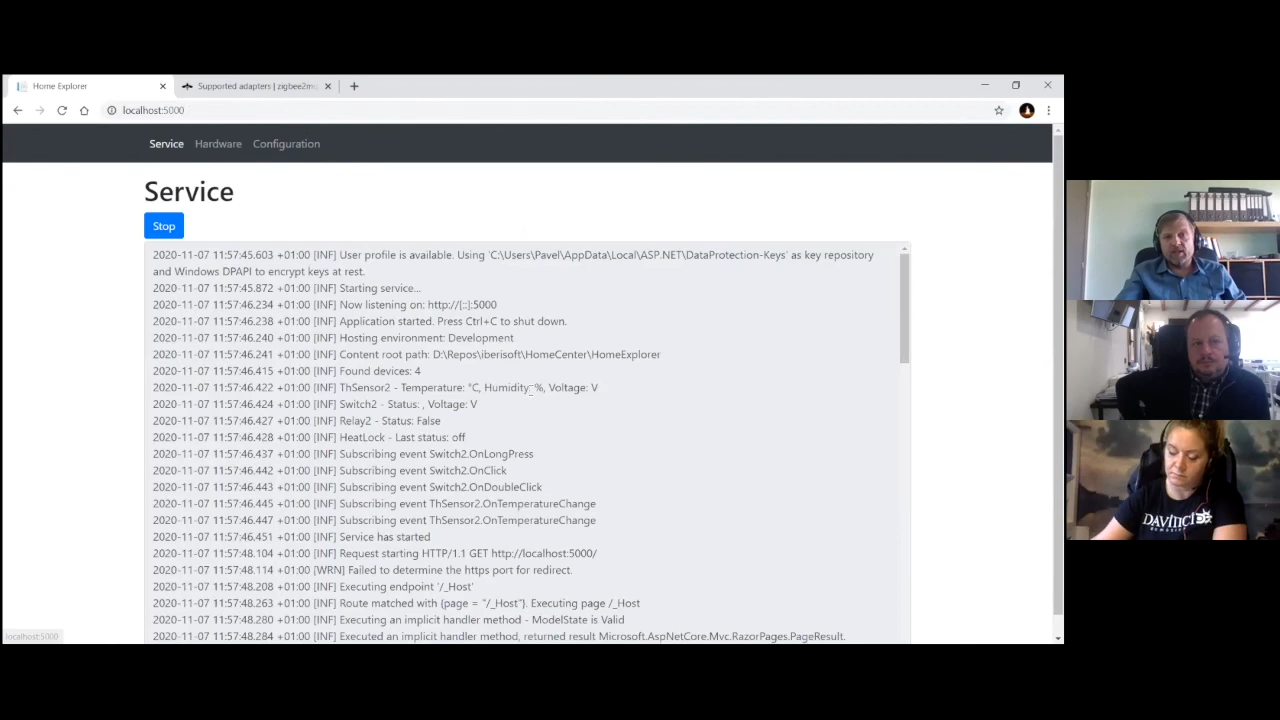 Home Explorer
Supported adapters | zigbee2mq
localhost:5000
Service Hardware Configuration
Service
Stop
2020-11-07 11:57:45.603 +01:00 [INF] User profile is available. Using 'C:\Users\Pavel\AppData\Local\ASP.NET\DataProtection-Keys' as key repository
and Windows DPAPI to encrypt keys at rest.
2020-11-07 11:57:45.872 +01:00 [INF] Starting service...
2020-11-07 11:57:46.234 +01:00 [INF] Now listening on: http://[::]:5000
2020-11-07 11:57:46.238 +01:00 [INF] Application started. Press Ctrl+C to shut down.
2020-11-07 11:57:46.240 +01:00 [INF] Hosting environment: Development
2020-11-07 11:57:46.241 +01:00 [INF] Content root path: D:\Repos\iberisoft\HomeCenter\HomeExplorer
2020-11-07 11:57:46.415 +01:00 [INF] Found devices: 4
2020-11-07 11:57:46.422 +01:00 [INF] ThSensor2 - Temperature: °C, Humidity: %, Voltage: V
2020-11-07 11:57:46.424 +01:00 [INF] Switch2 - Status: , Voltage: V
2020-11-07 11:57:46.427 +01:00 [INF] Relay2 - Status: False
2020-11-07 11:57:46.428 +01:00 [INF] HeatLock - Last status: off
2020-11-07 11:57:46.437 +01:00 [INF] Subscribing event Switch2.OnLongPress
2020-11-07 11:57:46.442 +01:00 [INF] Subscribing event Switch2.OnClick
2020-11-07 11:57:46.443 +01:00 [INF] Subscribing event Switch2.OnDoubleClick
2020-11-07 11:57:46.445 +01:00 [INF] Subscribing event ThSensor2.OnTemperatureChange
2020-11-07 11:57:46.447 +01:00 [INF] Subscribing event ThSensor2.OnTemperatureChange
2020-11-07 11:57:46.451 +01:00 [INF] Service has started
2020-11-07 11:57:48.104 +01:00 [INF] Request starting HTTP/1.1 GET http://localhost:5000/
2020-11-07 11:57:48.114 +01:00 [WRN] Failed to determine the https port for redirect.
2020-11-07 11:57:48.208 +01:00 [INF] Executing endpoint '/_Host'
2020-11-07 11:57:48.263 +01:00 [INF] Route matched with {page = "/_Host"}. Executing page /_Host
2020-11-07 11:57:48.280 +01:00 [INF] Executing an implicit handler method - ModelState is Valid
2020-11-07 11:57:48.284 +01:00 [INF] Executed an implicit handler method, returned result Microsoft.AspNetCore.Mvc.RazorPages.PageResult.
localhost:5000
DAVINCI